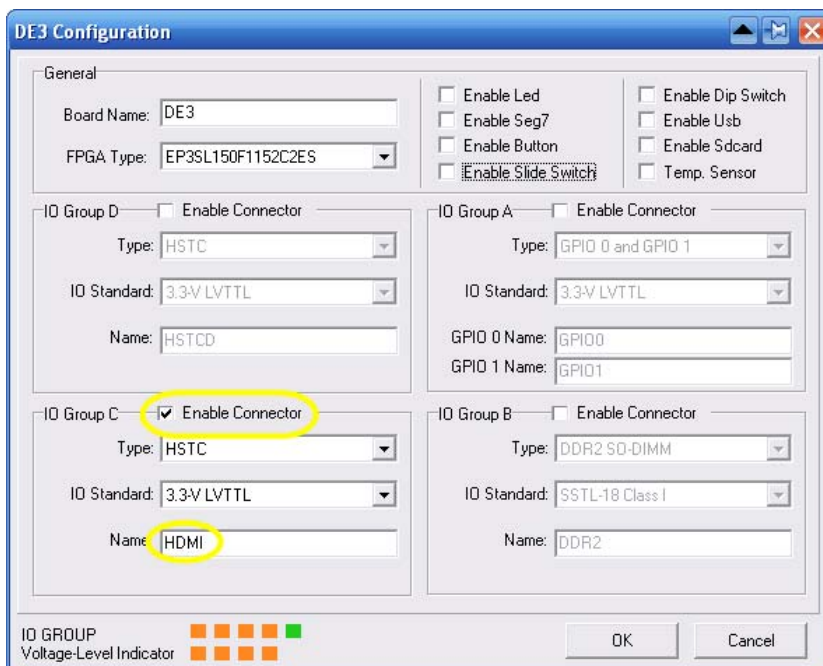 DE3 Configuration
General
Board Name: DE3
FPGA Type: EP3SL150F1152C2ES
Enable Led
Enable Seg7
Enable Button
Enable Slide Switch
Enable Dip Switch
Enable Usb
Enable Sdcard
Temp. Sensor
IO Group D Enable Connector
Type: HSTC
IO Standard: 3.3-V LVTTL
Name: HSTCD
IO Group A Enable Connector
Type: GPIO 0 and GPIO 1
IO Standard: 3.3-V LVTTL
GPIO 0 Name: GPIO0
GPIO 1 Name: GPIO1
IO Group C Enable Connector
Type: HSTC
IO Standard: 3.3-V LVTTL
Name HDMI
IO Group B Enable Connector
Type: DDR2 SO-DIMM
IO Standard: SSTL-18 Class I
Name: DDR2
IO GROUP
Voltage-Level Indicator
OK
Cancel